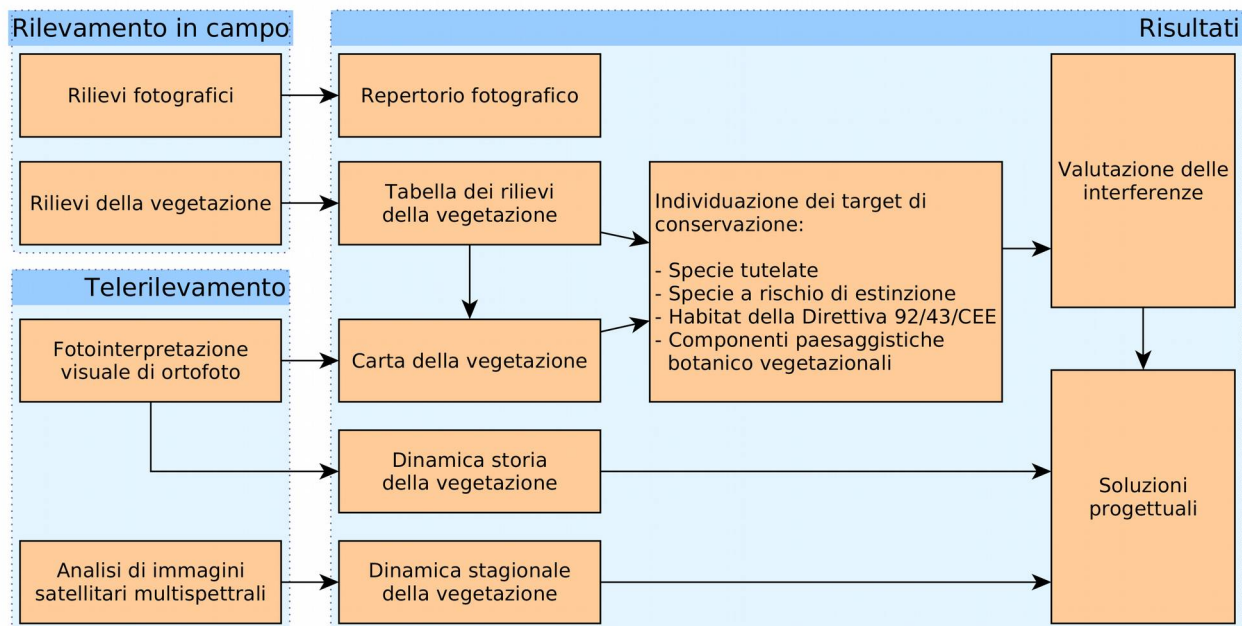 Rilevamento in campo
Risultati
Rilievi fotografici
Repertorio fotografico
Rilievi della vegetazione
Tabella dei rilievi
della vegetazione
Individuazione dei target di
conservazione:
- Specie tutelate
- Specie a rischio di estinzione
- Habitat della Direttiva 92/43/CEE
- Componenti paesaggistiche
botanico vegetazionali
Valutazione delle
interferenze
Telerilevamento
Fotointerpretazione
visuale di ortofoto
Carta della vegetazione
Dinamica storia
della vegetazione
Soluzioni
progettuali
Analisi di immagini
satellitari multispettrali
Dinamica stagionale
della vegetazione